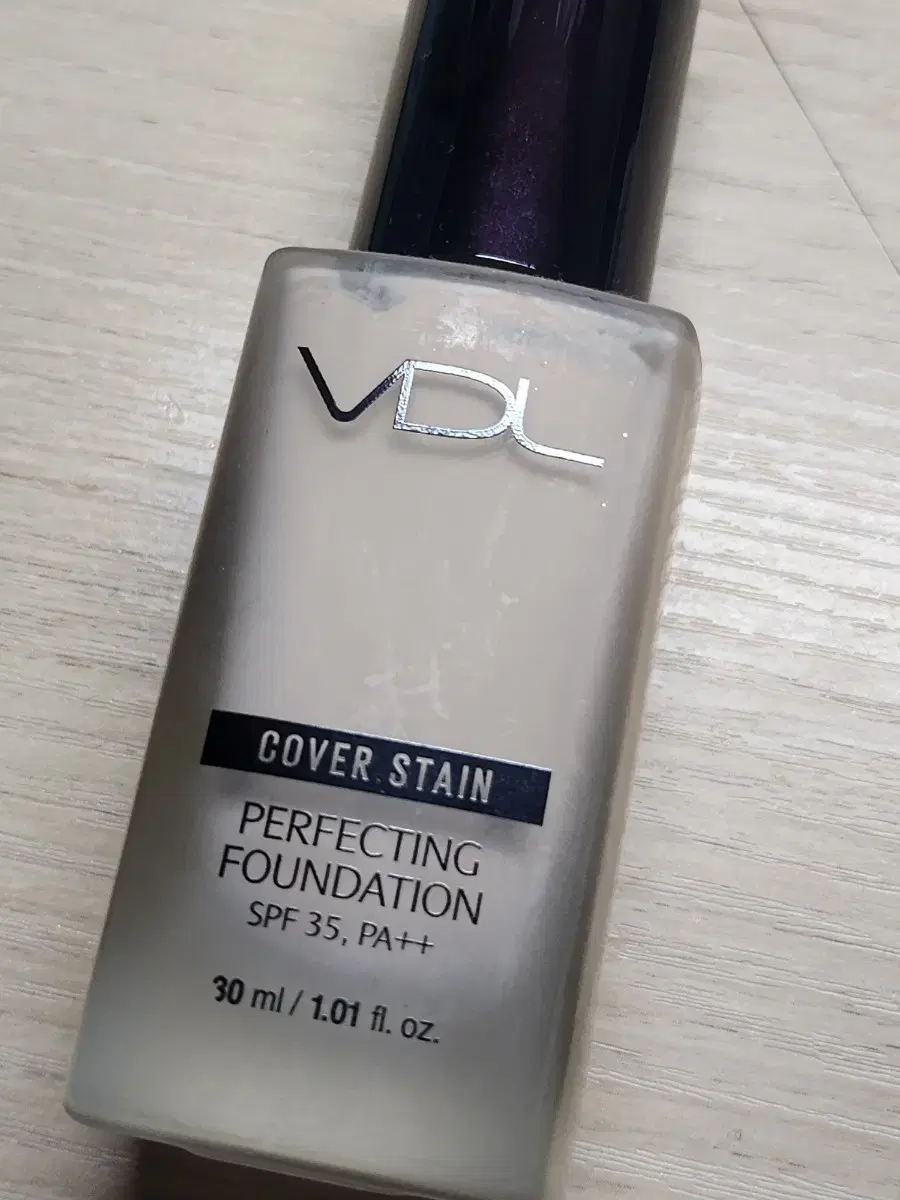 VDL
COVER STAIN
PERFECTING
FOUNDATION
SPF 35, PA++
30 ml / 1.01 fl. oz.